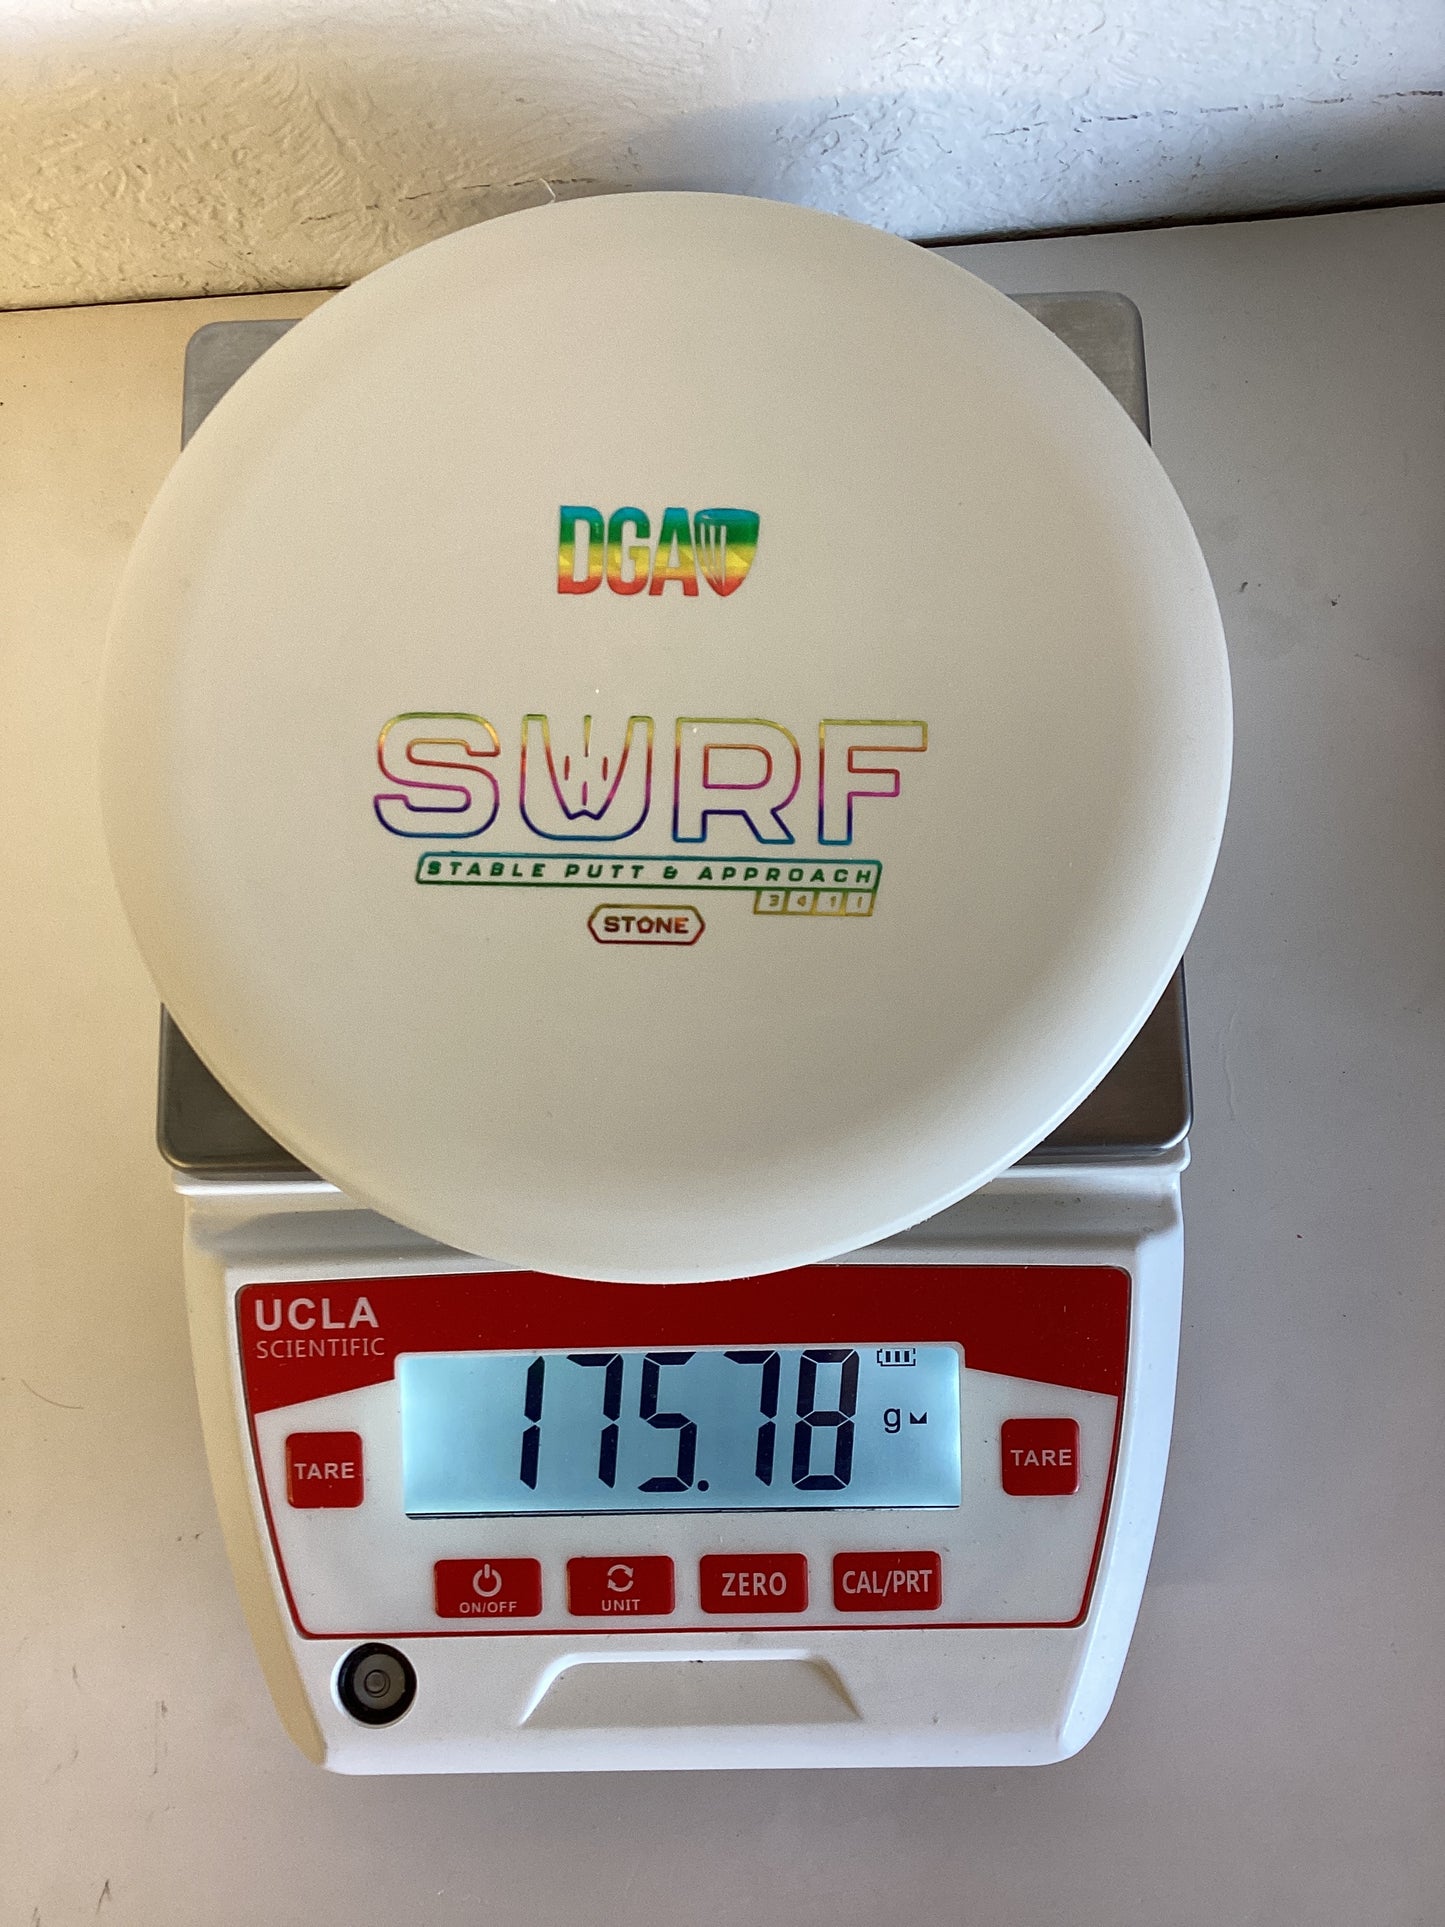 DGA
SURF
STABLE PUTT & APPROACH
3 4 1 1
STONE
UCLA
SCIENTIFIC
175.78 g
TARE
TARE
ON/OFF
UNIT
ZERO
CAL/PRT